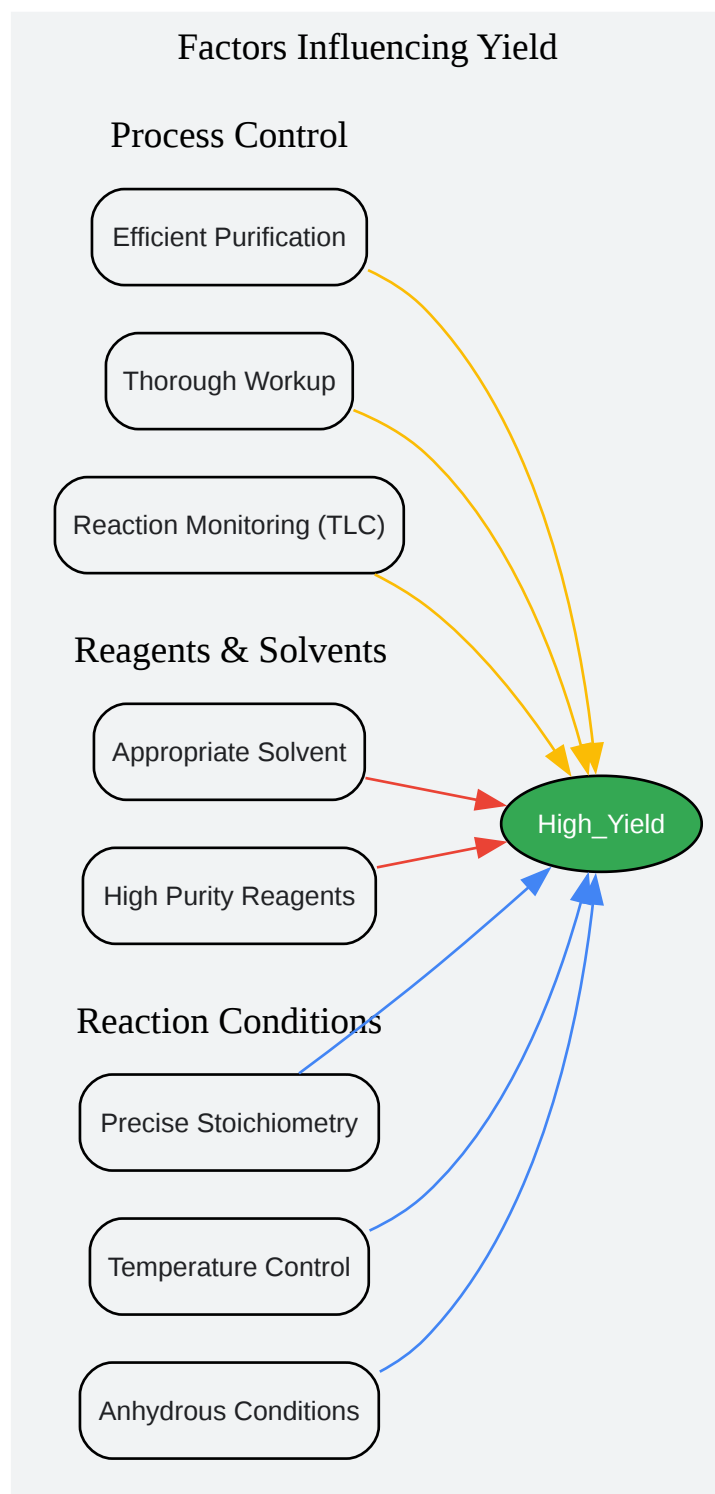 Factors Influencing Yield
Process Control
Efficient Purification
Thorough Workup
Reaction Monitoring (TLC)
Reagents & Solvents
Appropriate Solvent
High_Yield
High Purity Reagents
Reaction Conditions
Precise Stoichiometry
Temperature Control
Anhydrous Conditions